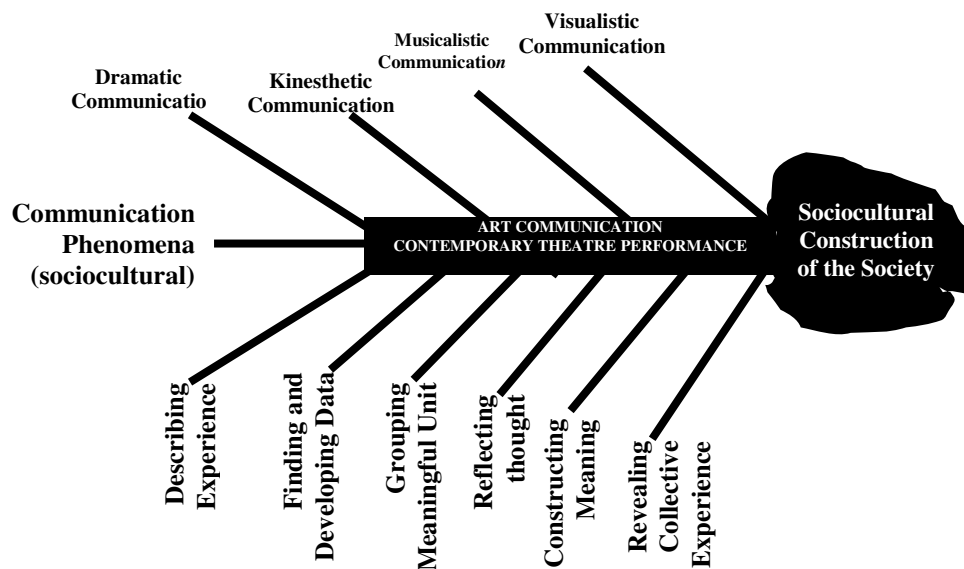 Visualistic
Communication
Musicalistic
Communication
Dramatic
Communicatio
Kinesthetic
Communication
Communication
Phenomena
(sociocultural)
ART COMMUNICATION
CONTEMPORARY THEATRE PERFORMANCE
Sociocultural
Construction
of the Society
Describing
Experience
Finding and
Developing Data
Grouping
Meaningful Unit
Reflecting
thought
Constructing
Meaning
Revealing
Collective
Experience